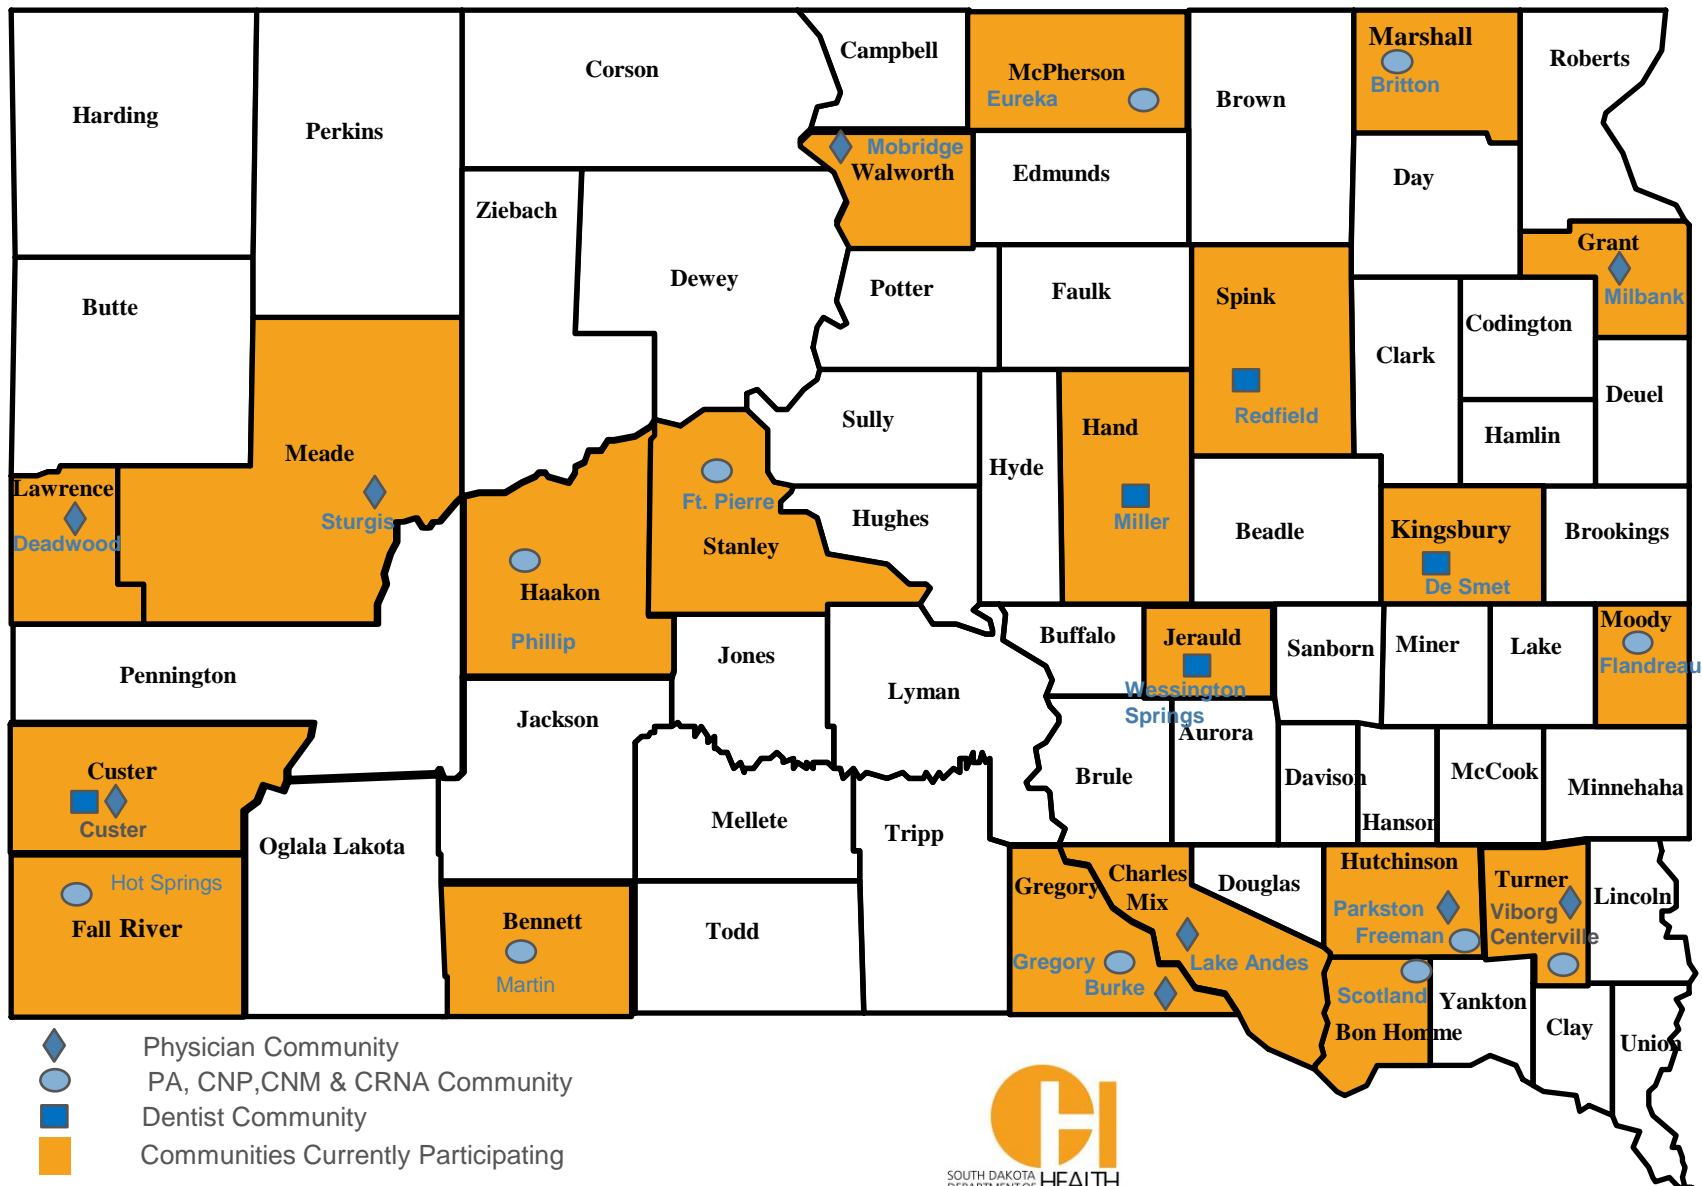 Harding
Perkins
Corson
Campbell
McPherson
Eureka
Brown
Marshall
Britton
Roberts
Mobridge
Walworth
Edmunds
Day
Ziebach
Dewey
Potter
Faulk
Spink
Redfield
Grant
Milbank
Butte
Codington
Clark
Deuel
Hamlin
Meade
Sturgis
Lawrence
Deadwood
Sully
Hyde
Hand
Miller
Ft. Pierre
Stanley
Hughes
Beadle
Kingsbury
De Smet
Brookings
Haakon
Phillip
Pennington
Jones
Lyman
Buffalo
Jerauld
Wessington
Springs
Sanborn
Miner
Lake
Moody
Flandreau
Jackson
Aurora
Custer
Custer
Brule
Davison
Hanson
McCook
Minnehaha
Oglala Lakota
Mellete
Tripp
Hot Springs
Fall River
Bennett
Martin
Todd
Gregory
Gregory
Burke
Charles
Mix
Lake Andes
Douglas
Hutchinson
Parkston
Freeman
Turner
Viborg
Centerville
Lincoln
Scotland
Bon Homme
Yankton
Clay
Union
Physician Community
PA, CNP,CNM & CRNA Community
Dentist Community
Communities Currently Participating
SOUTH DAKOTA
DEPARTMENT OF HEALTH